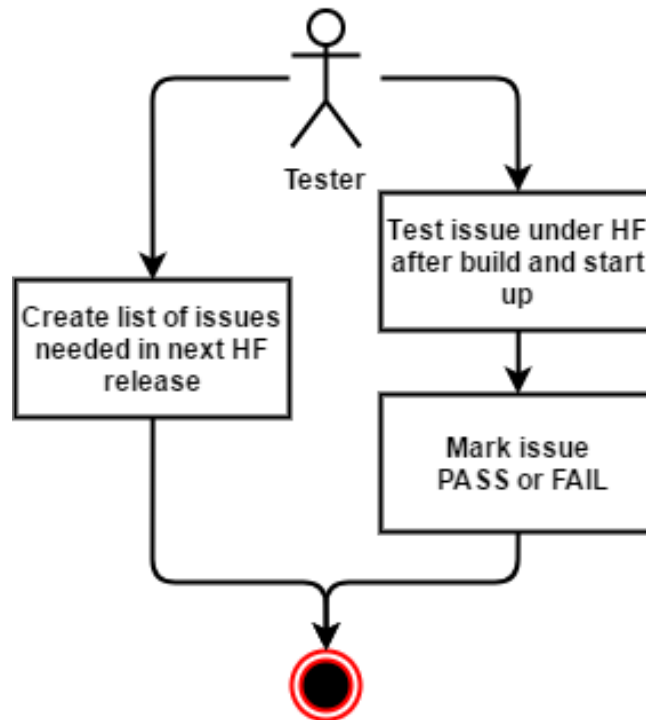 Tester
Test issue under HF
after build and start
up
Create list of issues
needed in next HF
release
Mark issue
PASS or FAIL